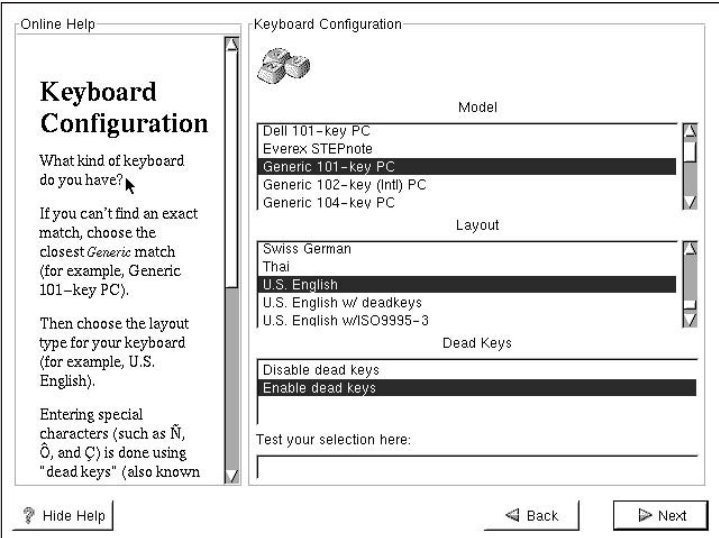 Online Help
Keyboard
Configuration
What kind of keyboard
do you have?
If you can't find an exact
match, choose the
closest Generic match
(for example, Generic
101-key PC).
Then choose the layout
type for your keyboard
(for example, U.S.
English).
Entering special
characters (such as Ñ,
Ô, and Ç) is done using
"dead keys" (also known
Keyboard Configuration
Model
Dell 101-key PC
Everex STEPnote
Generic 101-key PC
Generic 102-key (Intl) PC
Generic 104-key PC
Layout
Swiss German
Thai
U.S. English
U.S. English w/ deadkeys
U.S. English w/ISO9995-3
Dead Keys
Disable dead keys
Enable dead keys
Test your selection here:
Hide Help
Back
Next